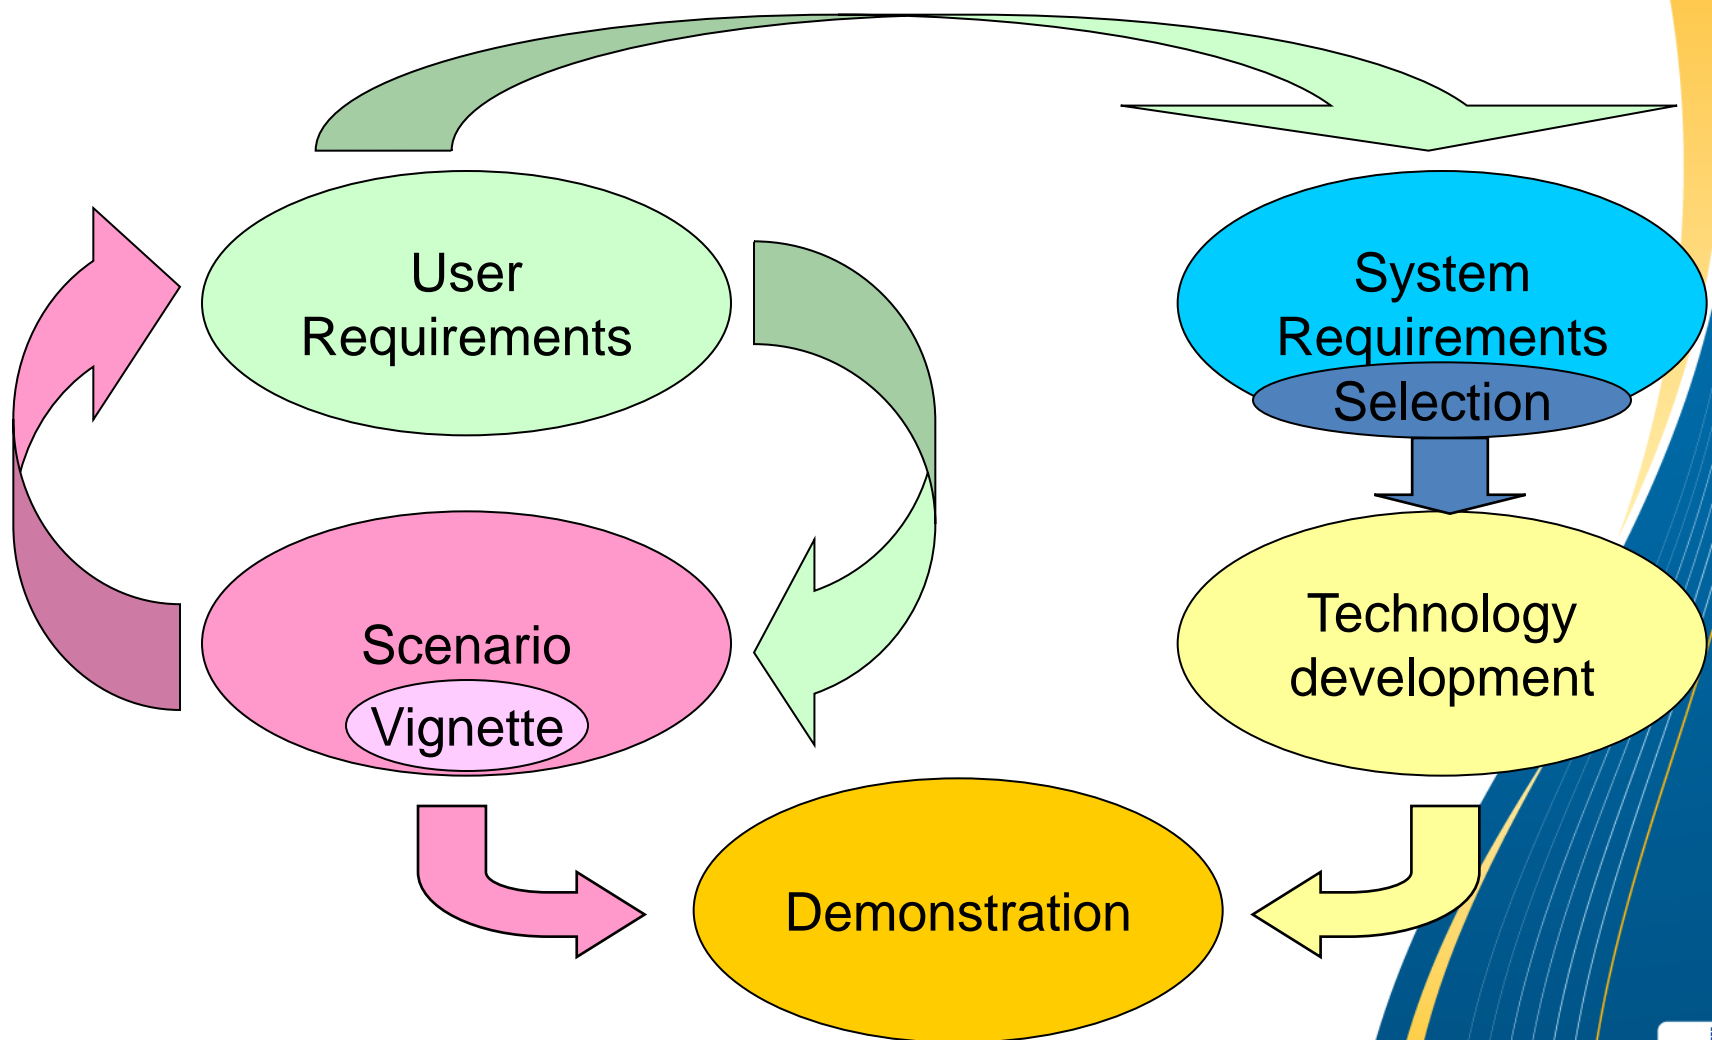 User
Requirements
System
Requirements
Selection
Scenario
Vignette
Technology
development
Demonstration